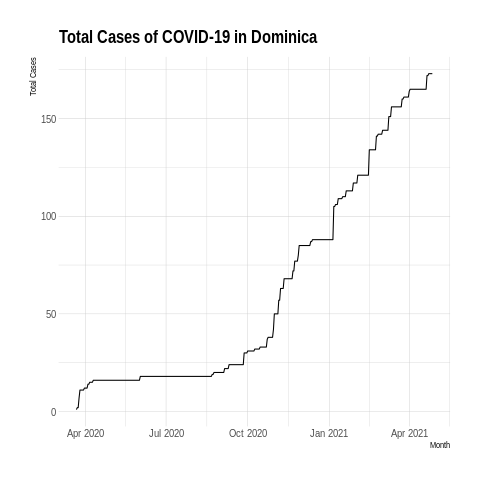 Total Cases of COVID-19 in Dominica
Total Cases
150
100
50
0
Apr 2020 Jul 2020 Oct 2020 Jan 2021 Apr 2021
Month